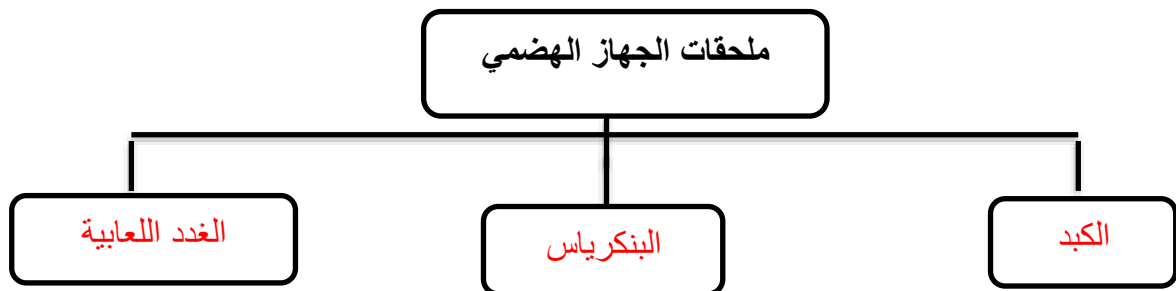 ملحقات الجهاز الهضمي
الكبد
البنكرياس
الغدد اللعابية